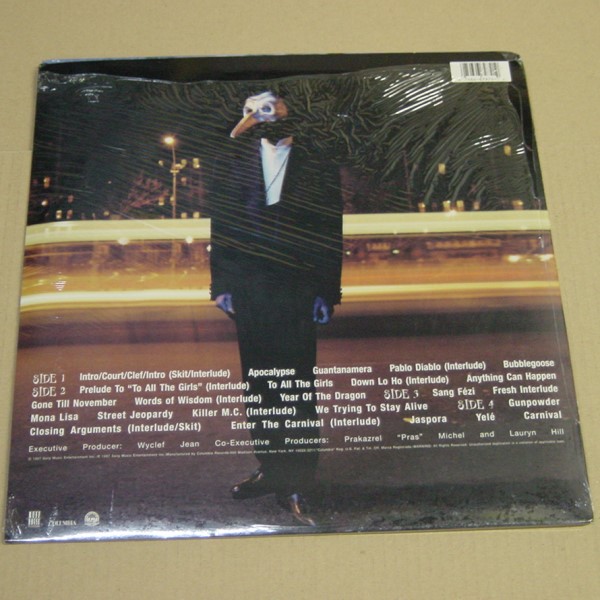 SIDE 1 Intro/Court/Clef/Intro (Skit/Interlude) Apocalypse Guantanamera Pablo Diablo (Interlude) Bubblegoose
SIDE 2 Prelude To "To All The Girls" (Interlude) To All The Girls Down Lo Ho (Interlude) Anything Can Happen
Gone Till November Words of Wisdom (Interlude) Year Of The Dragon SIDE 3 Sang Fézi Fresh Interlude
Mona Lisa Street Jeopardy Killer M.C. (Interlude) We Trying To Stay Alive SIDE 4 Gunpowder
Closing Arguments (Interlude/Skit) Enter The Carnival (Interlude) Jaspora Yelé Carnival
Executive Producer: Wyclef Jean Co-Executive Producers: Prakazrel "Pras" Michel and Lauryn Hill
COLUMBIA